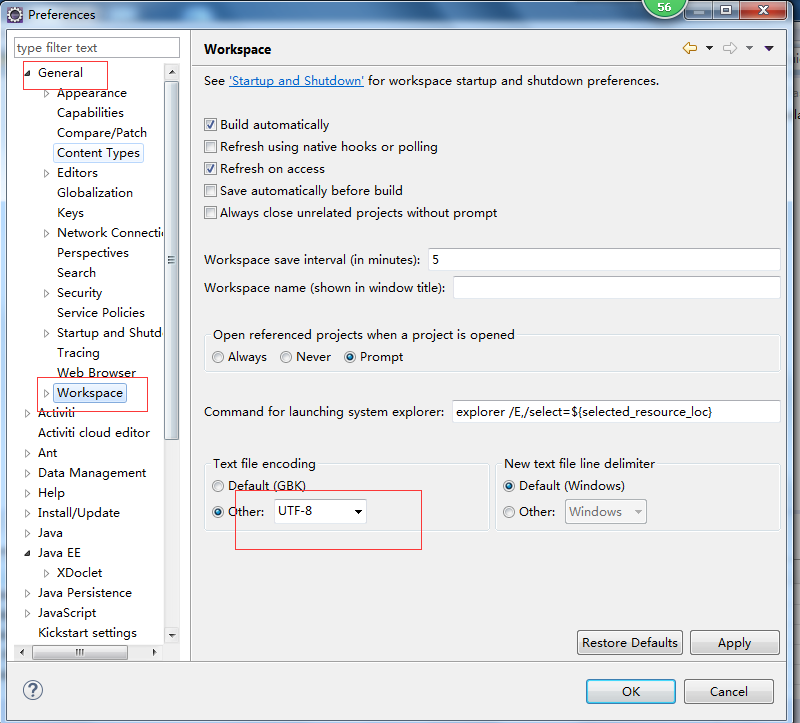 Preferences
56
type filter text
General
Appearance
Capabilities
Compare/Patch
Content Types
Editors
Globalization
Keys
Network Connecti
Perspectives
Search
Security
Service Policies
Startup and Shutd
Tracing
Web Browser
Workspace
Activiti
Activiti cloud editor
Ant
Data Management
Help
Install/Update
Java
Java EE
XDoclet
Java Persistence
JavaScript
Kickstart settings
Workspace
See 'Startup and Shutdown' for workspace startup and shutdown preferences.
Build automatically
Refresh using native hooks or polling
Refresh on access
Save automatically before build
Always close unrelated projects without prompt
Workspace save interval (in minutes): 5
Workspace name (shown in window title):
Open referenced projects when a project is opened
Always Never Prompt
Command for launching system explorer: explorer /E,/select=${selected_resource_loc}
Text file encoding
Default (GBK)
Other: UTF-8
New text file line delimiter
Default (Windows)
Other: Windows
Restore Defaults Apply
OK Cancel